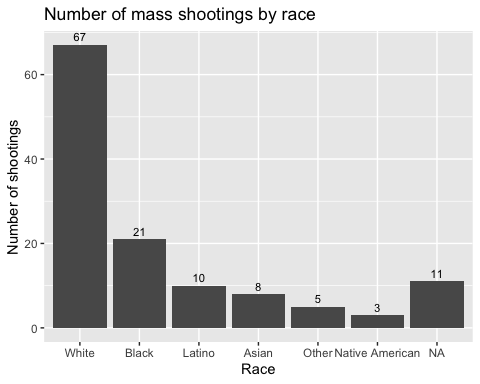 Number of mass shootings by race
Number of shootings
60
40
20
0
67
21
10
8
5
3
11
White Black Latino Asian Other Native American NA
Race